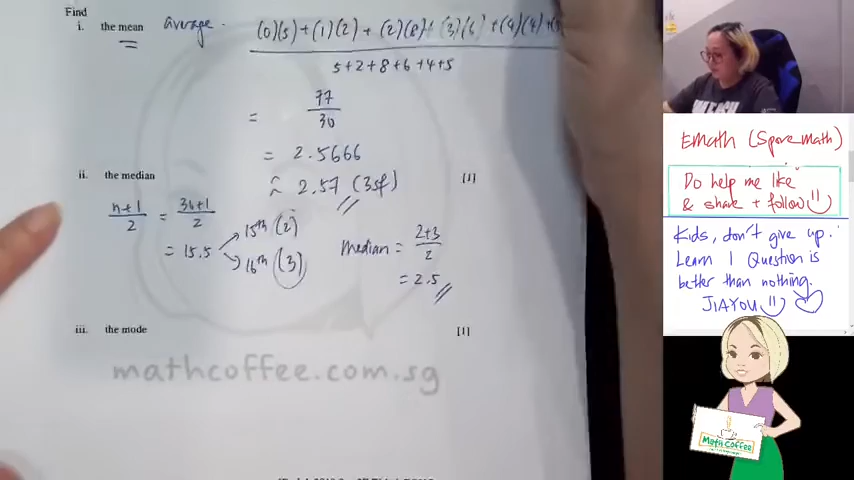 Find
i. the mean average. (0)(5)+(1)(2)+(2)(8)+(3)(6)+(4)(4)+
5+2+8+6+4+5
= 77/30
= 2.5666
≈ 2.57 (3sf)
ii. the median [1]
n+1/2 = 30+1/2
= 15.5
15th (2)
16th (3)
median = 2+3/2
= 2.5
iii. the mode [1]
mathcoffee.com.sg
Emath (Spore math)
Do help me like
& share + follow
Kids, don't give up.
Learn 1 Question is
better than nothing.
JIAYOU
Math Coffee